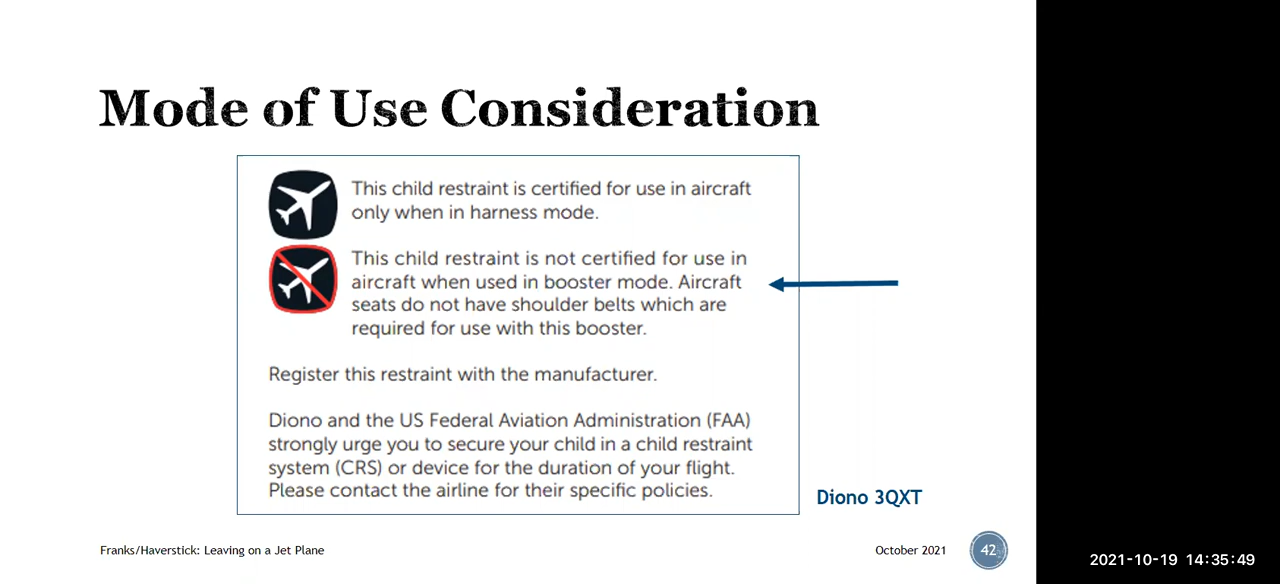 Mode of Use Consideration
This child restraint is certified for use in aircraft
only when in harness mode.
This child restraint is not certified for use in
aircraft when used in booster mode. Aircraft
seats do not have shoulder belts which are
required for use with this booster.
Register this restraint with the manufacturer.
Diono and the US Federal Aviation Administration (FAA)
strongly urge you to secure your child in a child restraint
system (CRS) or device for the duration of your flight.
Please contact the airline for their specific policies.
Diono 3QXT
Franks/Haverstick: Leaving on a Jet Plane
October 2021
42
2021-10-19 14:35:49